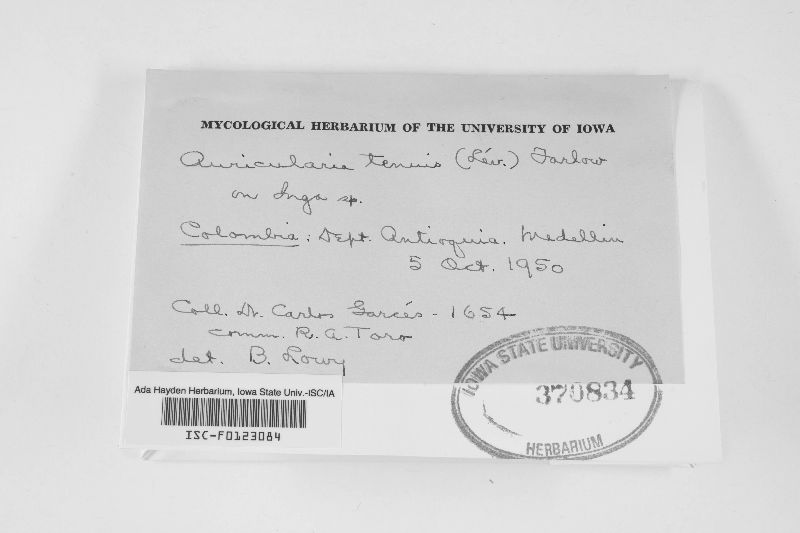 MYCOLOGICAL HERBARIUM OF THE UNIVERSITY OF IOWA
Auricularia tenuis (Lév.) Farlow
on Inga sp.
Colombia: Dept. Antioquia. Medellin
5 Oct. 1950
Coll. Dr. Carlos Garcés - 1654
comm. R. A. Toro
det. B. Lowy
Ada Hayden Herbarium, Iowa State Univ.-ISC/IA
ISC-F0123084
IOWA STATE UNIVERSITY
370834
HERBARIUM